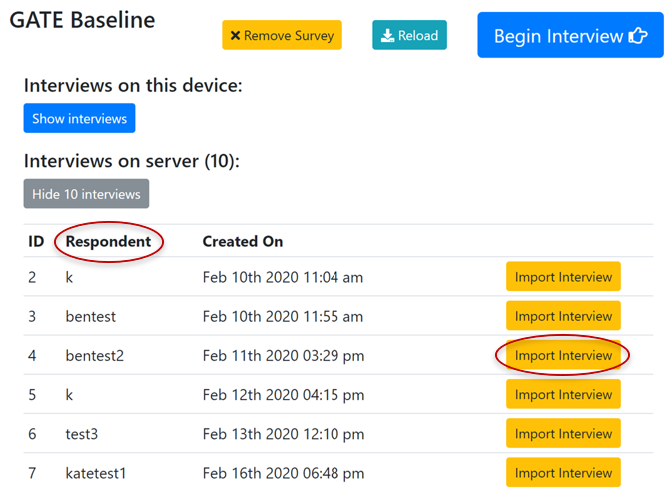 GATE Baseline
Remove Survey
Reload
Begin Interview
Interviews on this device:
Show interviews
Interviews on server (10):
Hide 10 interviews
ID Respondent Created On
2 k Feb 10th 2020 11:04 am Import Interview
3 bentest Feb 10th 2020 11:55 am Import Interview
4 bentest2 Feb 11th 2020 03:29 pm Import Interview
5 k Feb 12th 2020 04:15 pm Import Interview
6 test3 Feb 13th 2020 12:10 pm Import Interview
7 katetest1 Feb 16th 2020 06:48 pm Import Interview